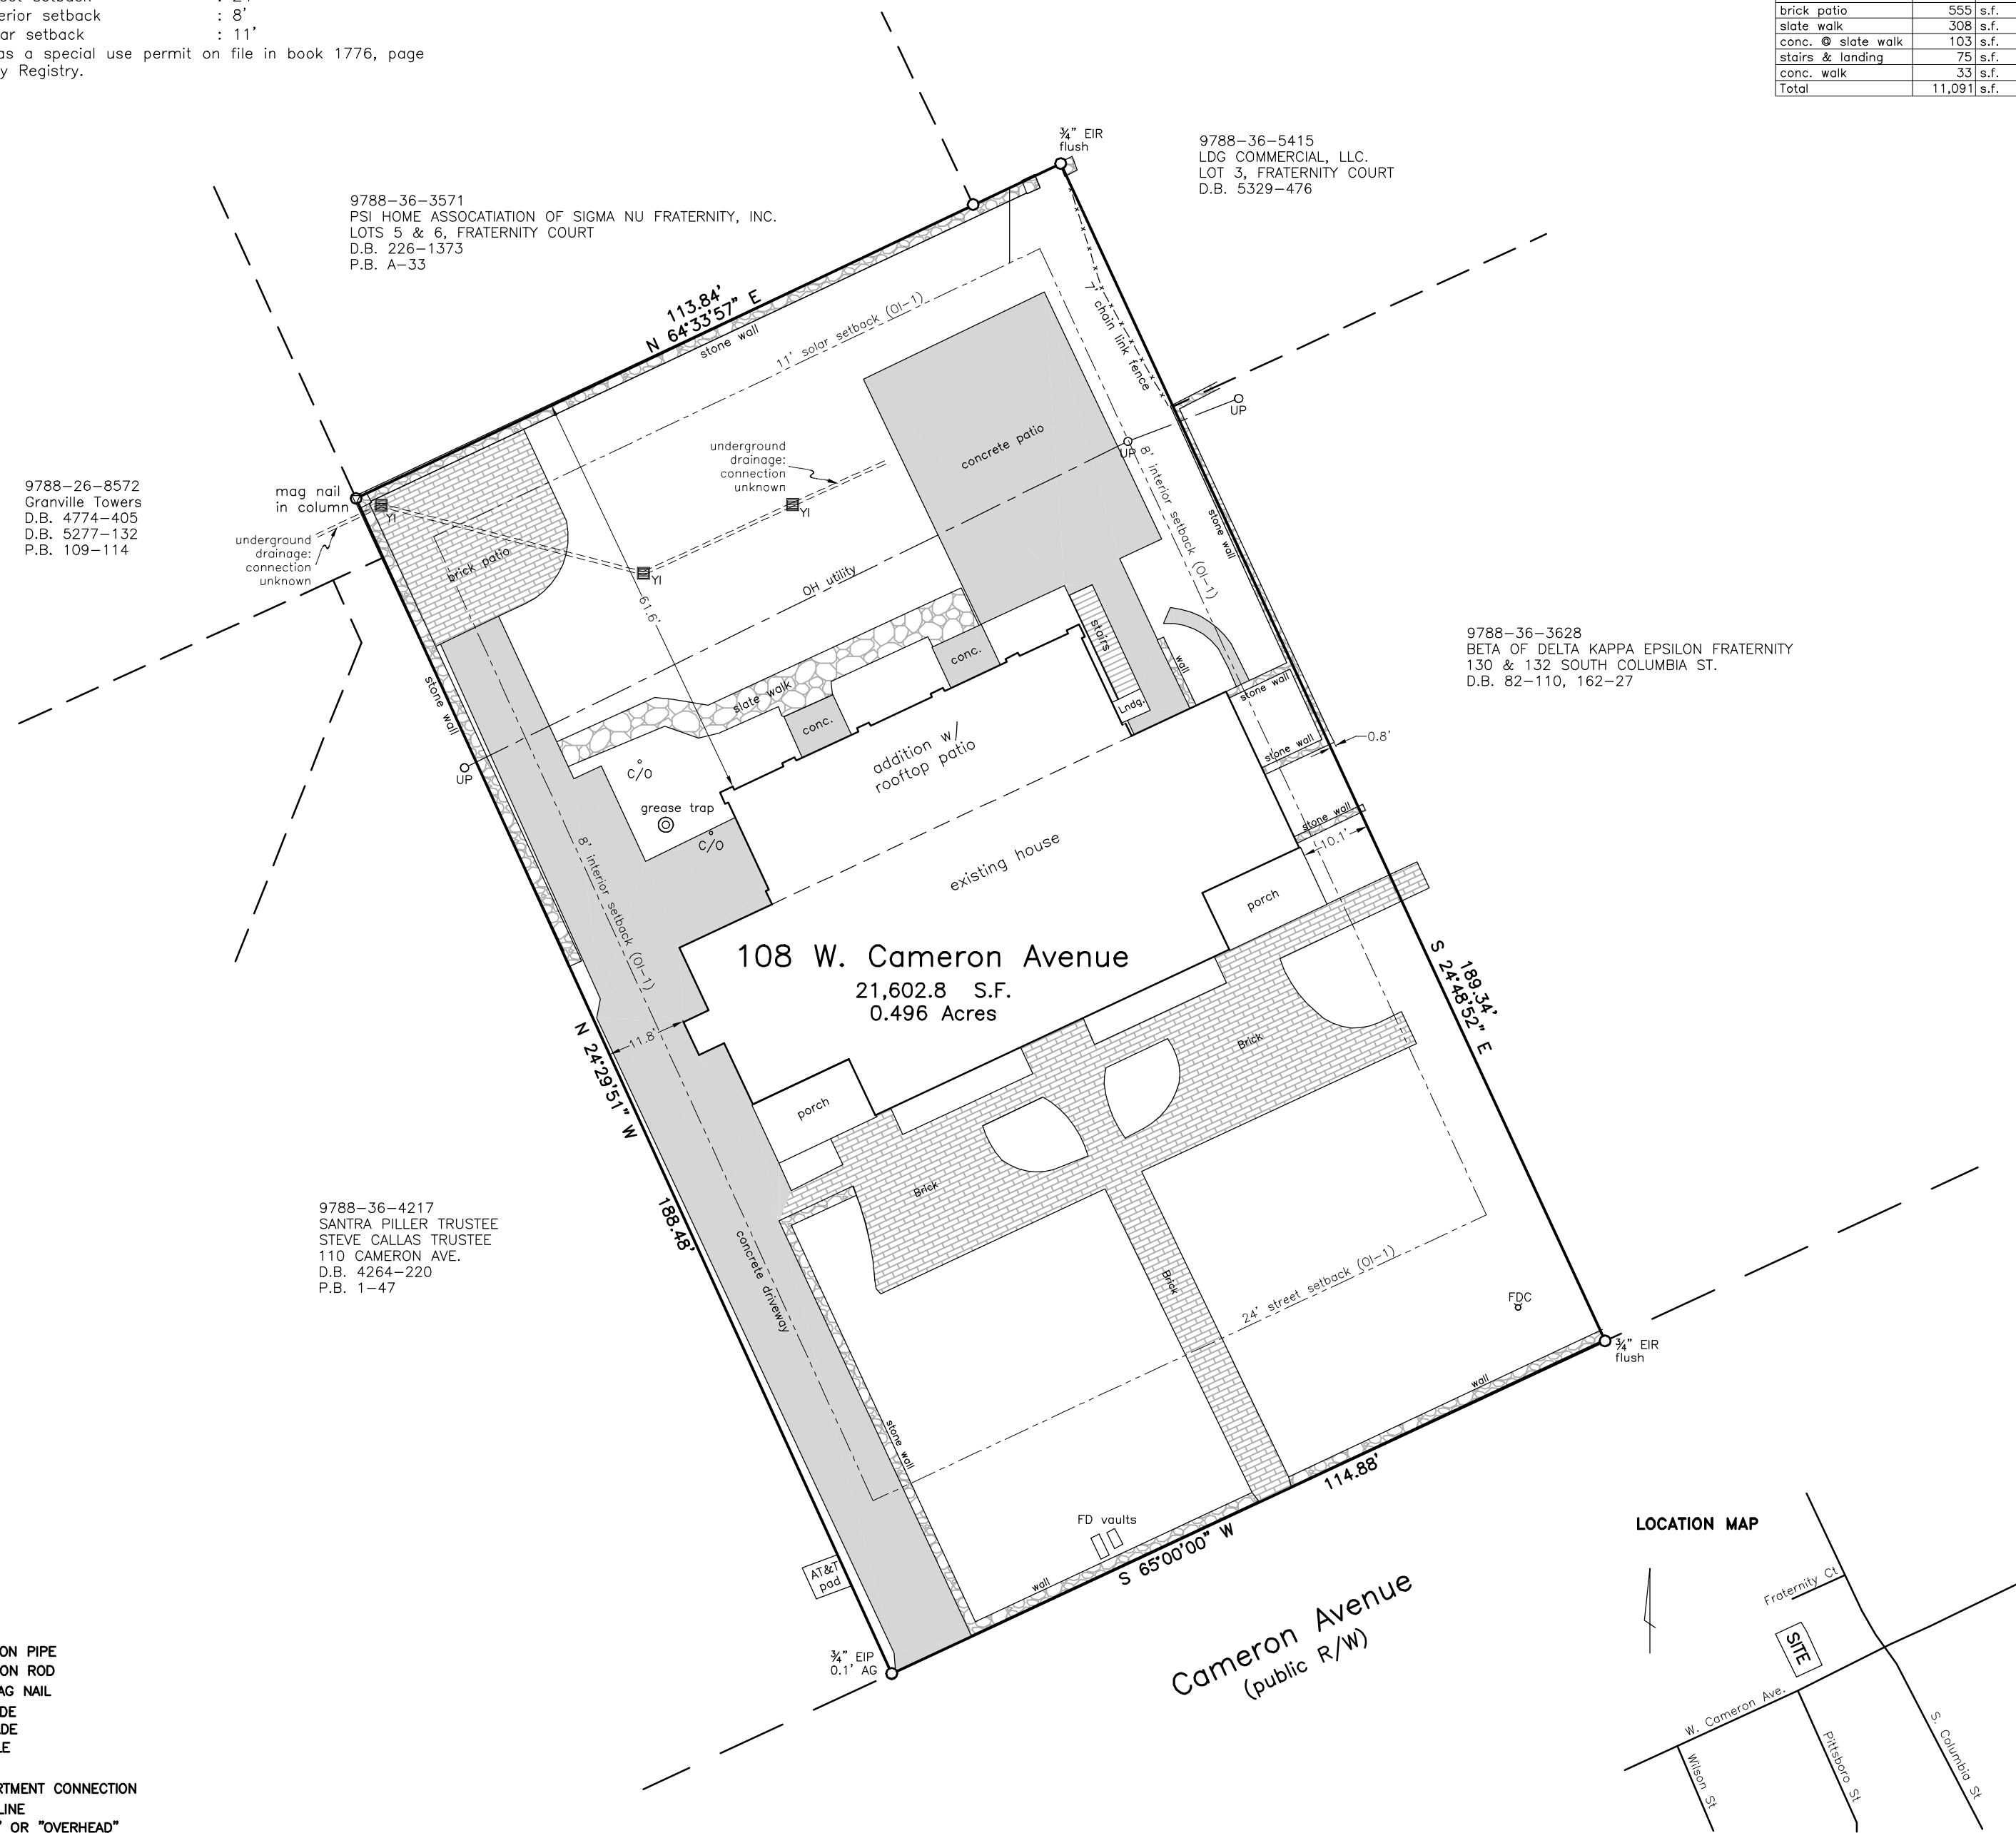 : 8'
setback : 11'
as a special use permit on file in book 1776, page
Registry.
brick patio 555 s.f.
slate walk 308 s.f.
conc. @ slate walk 103 s.f.
stairs & landing 75 s.f.
conc. walk 33 s.f.
Total 11,091 s.f.
¾" EIR
flush
9788-36-5415
LDG COMMERCIAL, LLC.
LOT 3, FRATERNITY COURT
D.B. 5329-476
9788-36-3571
PSI HOME ASSOCATIATION OF SIGMA NU FRATERNITY, INC.
LOTS 5 & 6, FRATERNITY COURT
D.B. 226-1373
P.B. A-33
113.84'
N 64°33'57" E
stone wall
11' solar setback (OI-1)
7' chain link fence
UP
concrete patio
UP
8' interior setback (OI-1)
stone wall
underground
drainage:
connection
unknown
YI
9788-26-8572
Granville Towers
D.B. 4774-405
D.B. 5277-132
P.B. 109-114
mag nail
in column
YI
underground
drainage:
connection
unknown
brick patio
YI
OH utility
61.6'
stairs
wall
conc.
Lndg.
stone wall
9788-36-3628
BETA OF DELTA KAPPA EPSILON FRATERNITY
130 & 132 SOUTH COLUMBIA ST.
D.B. 82-110, 162-27
stone wall
slate walk
conc.
stone wall
0.8'
addition w/
rooftop patio
UP
C/O
grease trap
C/O
stone wall
10.1'
existing house
8' interior setback (OI-1)
porch
108 W. Cameron Avenue
21,602.8 S.F.
0.496 Acres
189.34'
S 24°48'52" E
11.8'
N 24°29'51" W
188.48'
Brick
porch
Brick
9788-36-4217
SANTRA PILLER TRUSTEE
STEVE CALLAS TRUSTEE
110 CAMERON AVE.
D.B. 4264-220
P.B. 1-47
concrete driveway
Brick
24' street setback (OI-1)
FDC
¾" EIR
flush
wall
stone wall
114.88'
FD vaults
S 65°00'00" W
wall
AT&T
pad
¾" EIP
0.1' AG
Cameron Avenue
(public R/W)
LOCATION MAP
Fraternity Ct
SITE
W. Cameron Ave.
Wilson St
Pittsboro St
S. Columbia St
PIPE
ROD
NAIL
CONNECTION
LINE
OR "OVERHEAD"